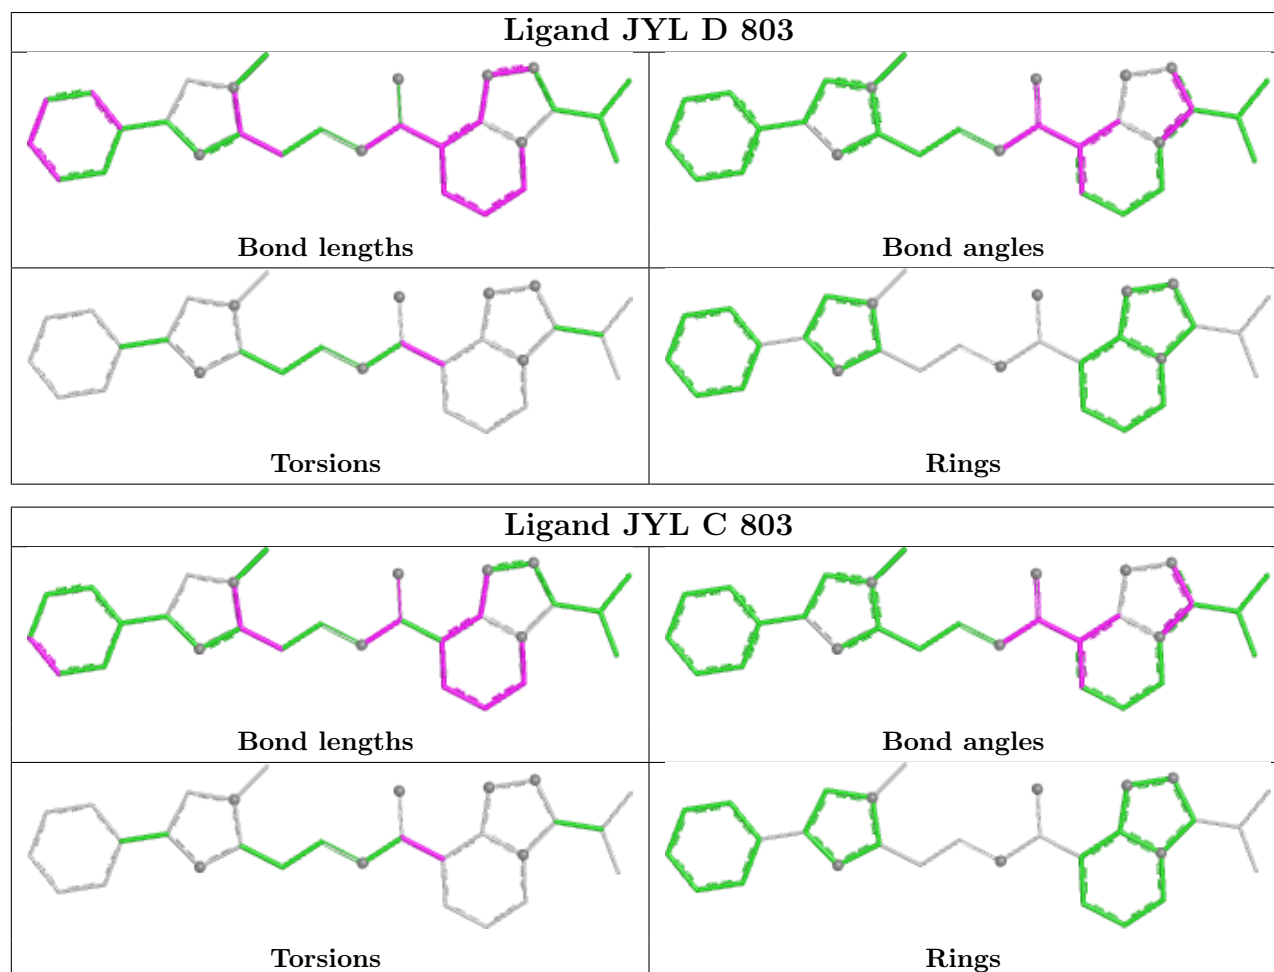 Ligand JYL D 803
Bond lengths
Bond angles
Torsions
Rings
Ligand JYL C 803
Bond lengths
Bond angles
Torsions
Rings